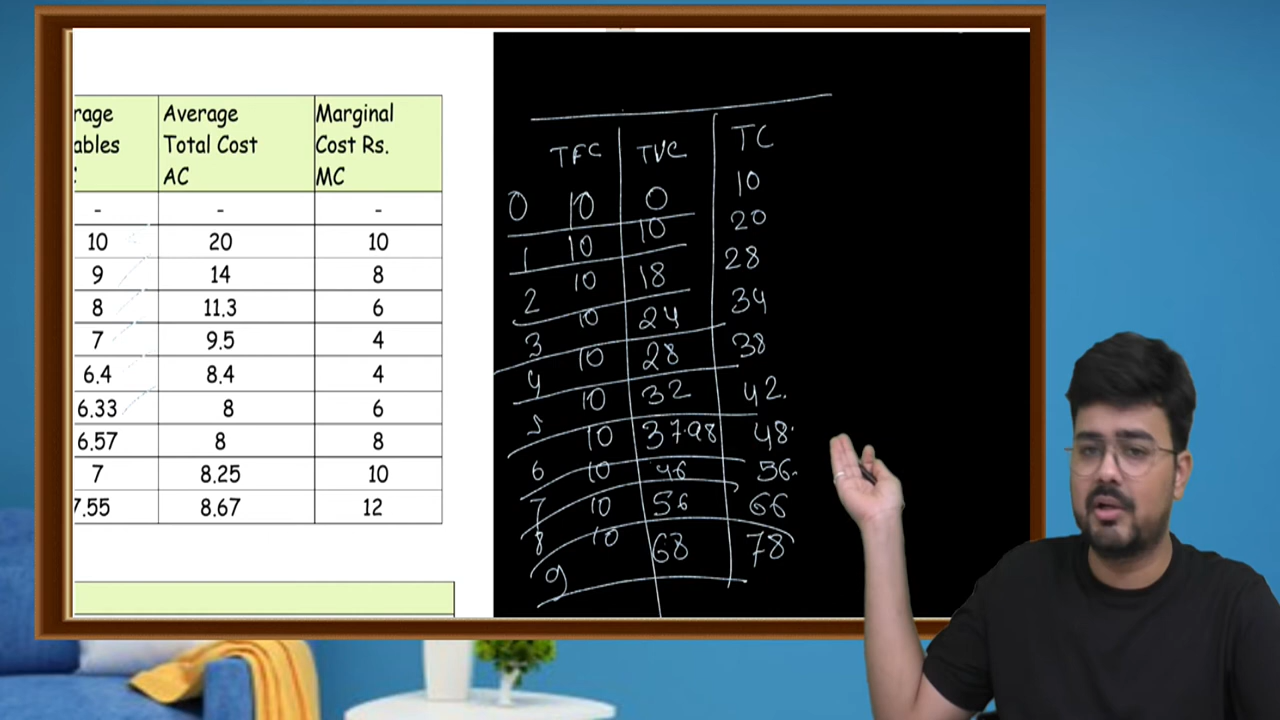 rage Average Marginal
ables Total Cost Cost Rs.
AC MC
- - -
10 20 10
9 14 8
8 11.3 6
7 9.5 4
6.4 8.4 4
6.33 8 6
6.57 8 8
7 8.25 10
7.55 8.67 12
TFC TVC TC
0 10 0 10
1 10 10 20
2 10 18 28
3 10 24 34
4 10 28 38
5 10 32 42.
6 10 37.98 48.
7 10 46 56.
8 10 56 66
9 10 68 78